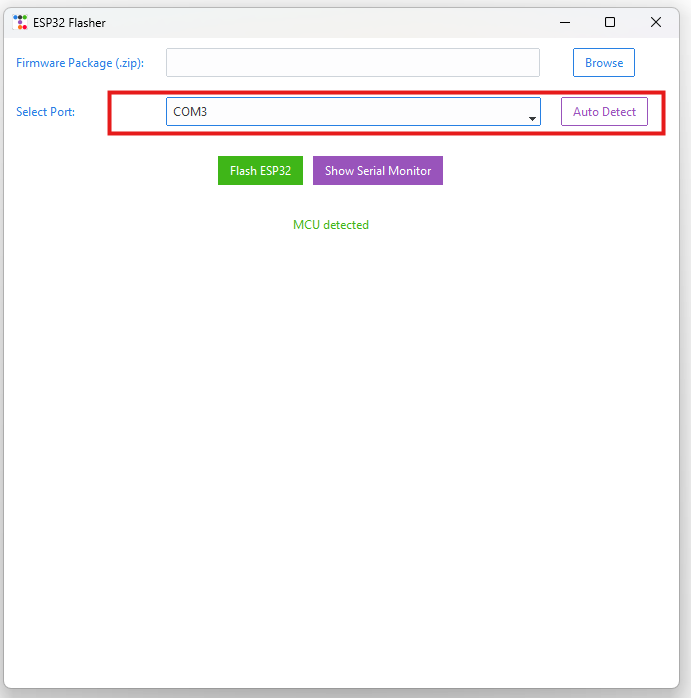 ESP32 Flasher
Firmware Package (.zip):
Browse
Select Port:
COM3
Auto Detect
Flash ESP32
Show Serial Monitor
MCU detected